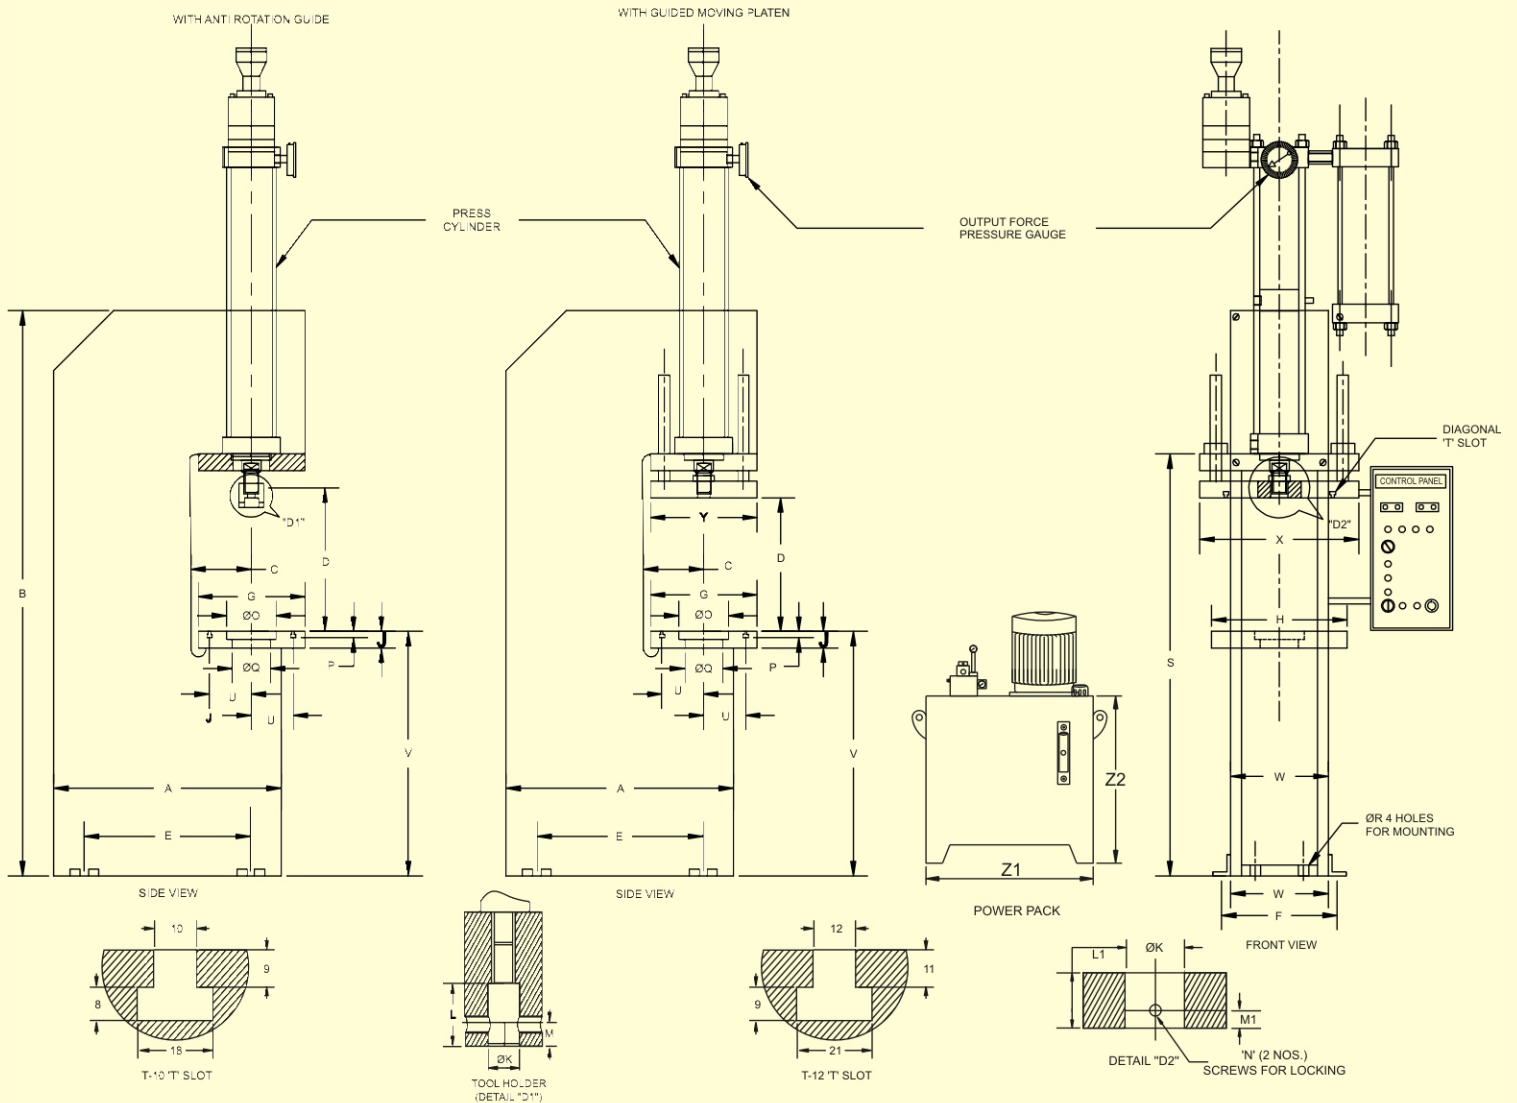 WITH ANTI ROTATION GUIDE
WITH GUIDED MOVING PLATEN
PRESS
CYLINDER
OUTPUT FORCE
PRESSURE GAUGE
DIAGONAL
'T' SLOT
CONTROL PANEL
"D1"
"D2"
Y
X
B
C
D
G
ØO
J
P
ØQ
U
J
U
V
A
E
SIDE VIEW
D
C
G
ØO
J
P
ØQ
U
U
V
A
E
SIDE VIEW
Z2
Z1
POWER PACK
H
S
W
ØR 4 HOLES
FOR MOUNTING
W
F
FRONT VIEW
10
9
8
18
T-10 'T' SLOT
L
M
ØK
TOOL HOLDER
(DETAIL "D1")
12
11
9
21
T-12 'T' SLOT
L1
ØK
M1
DETAIL "D2"
'N' (2 NOS.)
SCREWS FOR LOCKING